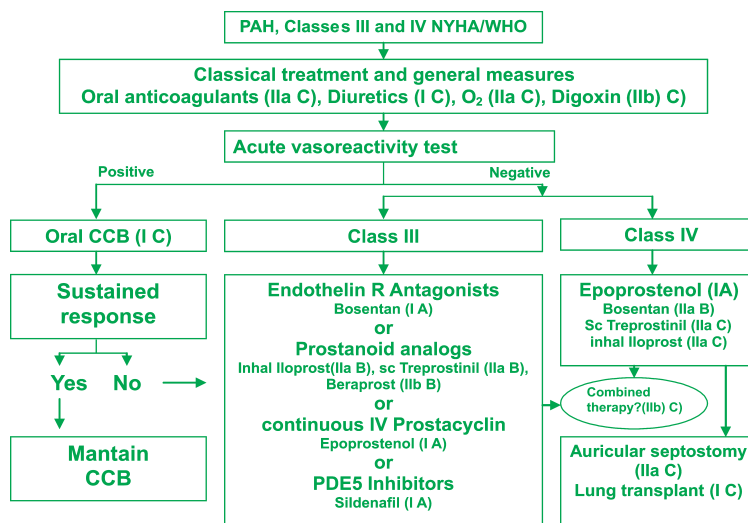 PAH, Classes III and IV NYHA/WHO
Classical treatment and general measures
Oral anticoagulants (IIa C), Diuretics (I C), O₂ (IIa C), Digoxin (IIb) C)
Acute vasoreactivity test
Positive
Negative
Oral CCB (I C)
Class III
Class IV
Sustained
response
Yes
No
Mantain
CCB
Endothelin R Antagonists
Bosentan (I A)
or
Prostanoid analogs
Inhal Iloprost(IIa B), sc Treprostinil (IIa B),
Beraprost (IIb B)
or
continuous IV Prostacyclin
Epoprostenol (I A)
or
PDE5 Inhibitors
Sildenafil (I A)
Epoprostenol (IA)
Bosentan (IIa B)
Sc Treprostinil (IIa C)
inhal Iloprost (IIa C)
Combined
therapy?(IIb) C)
Auricular septostomy
(IIa C)
Lung transplant (I C)